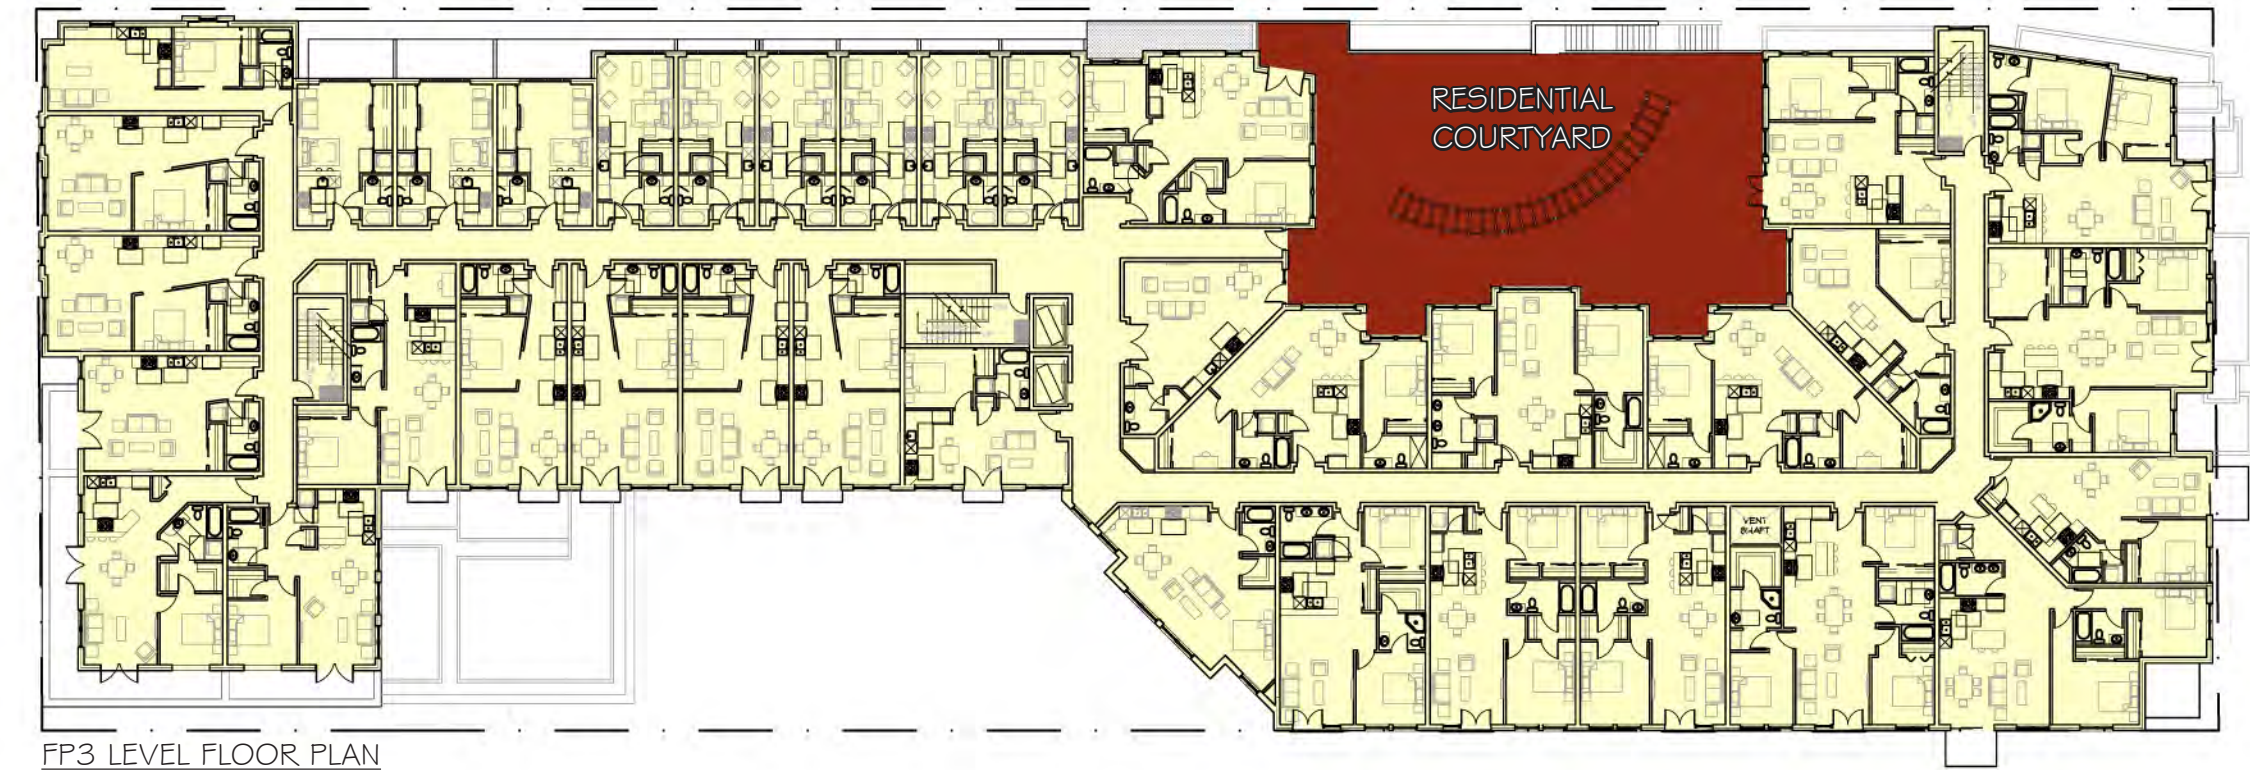 RESIDENTIAL
COURTYARD
VENT
SHAFT
FP3 LEVEL FLOOR PLAN